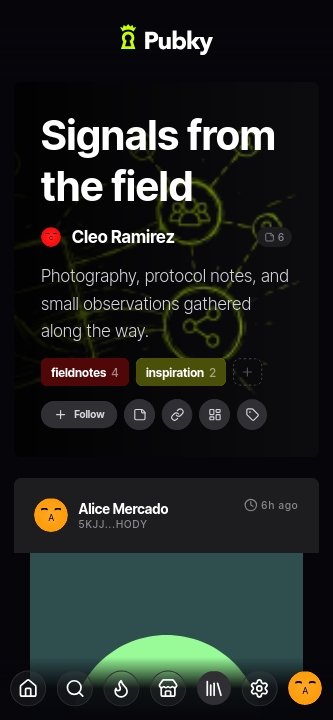 Pubky
Signals from
the field
Cleo Ramirez
6
Photography, protocol notes, and
small observations gathered
along the way.
fieldnotes 4
inspiration 2
Follow
Alice Mercado
6h ago
5KJJ...HODY
A
A